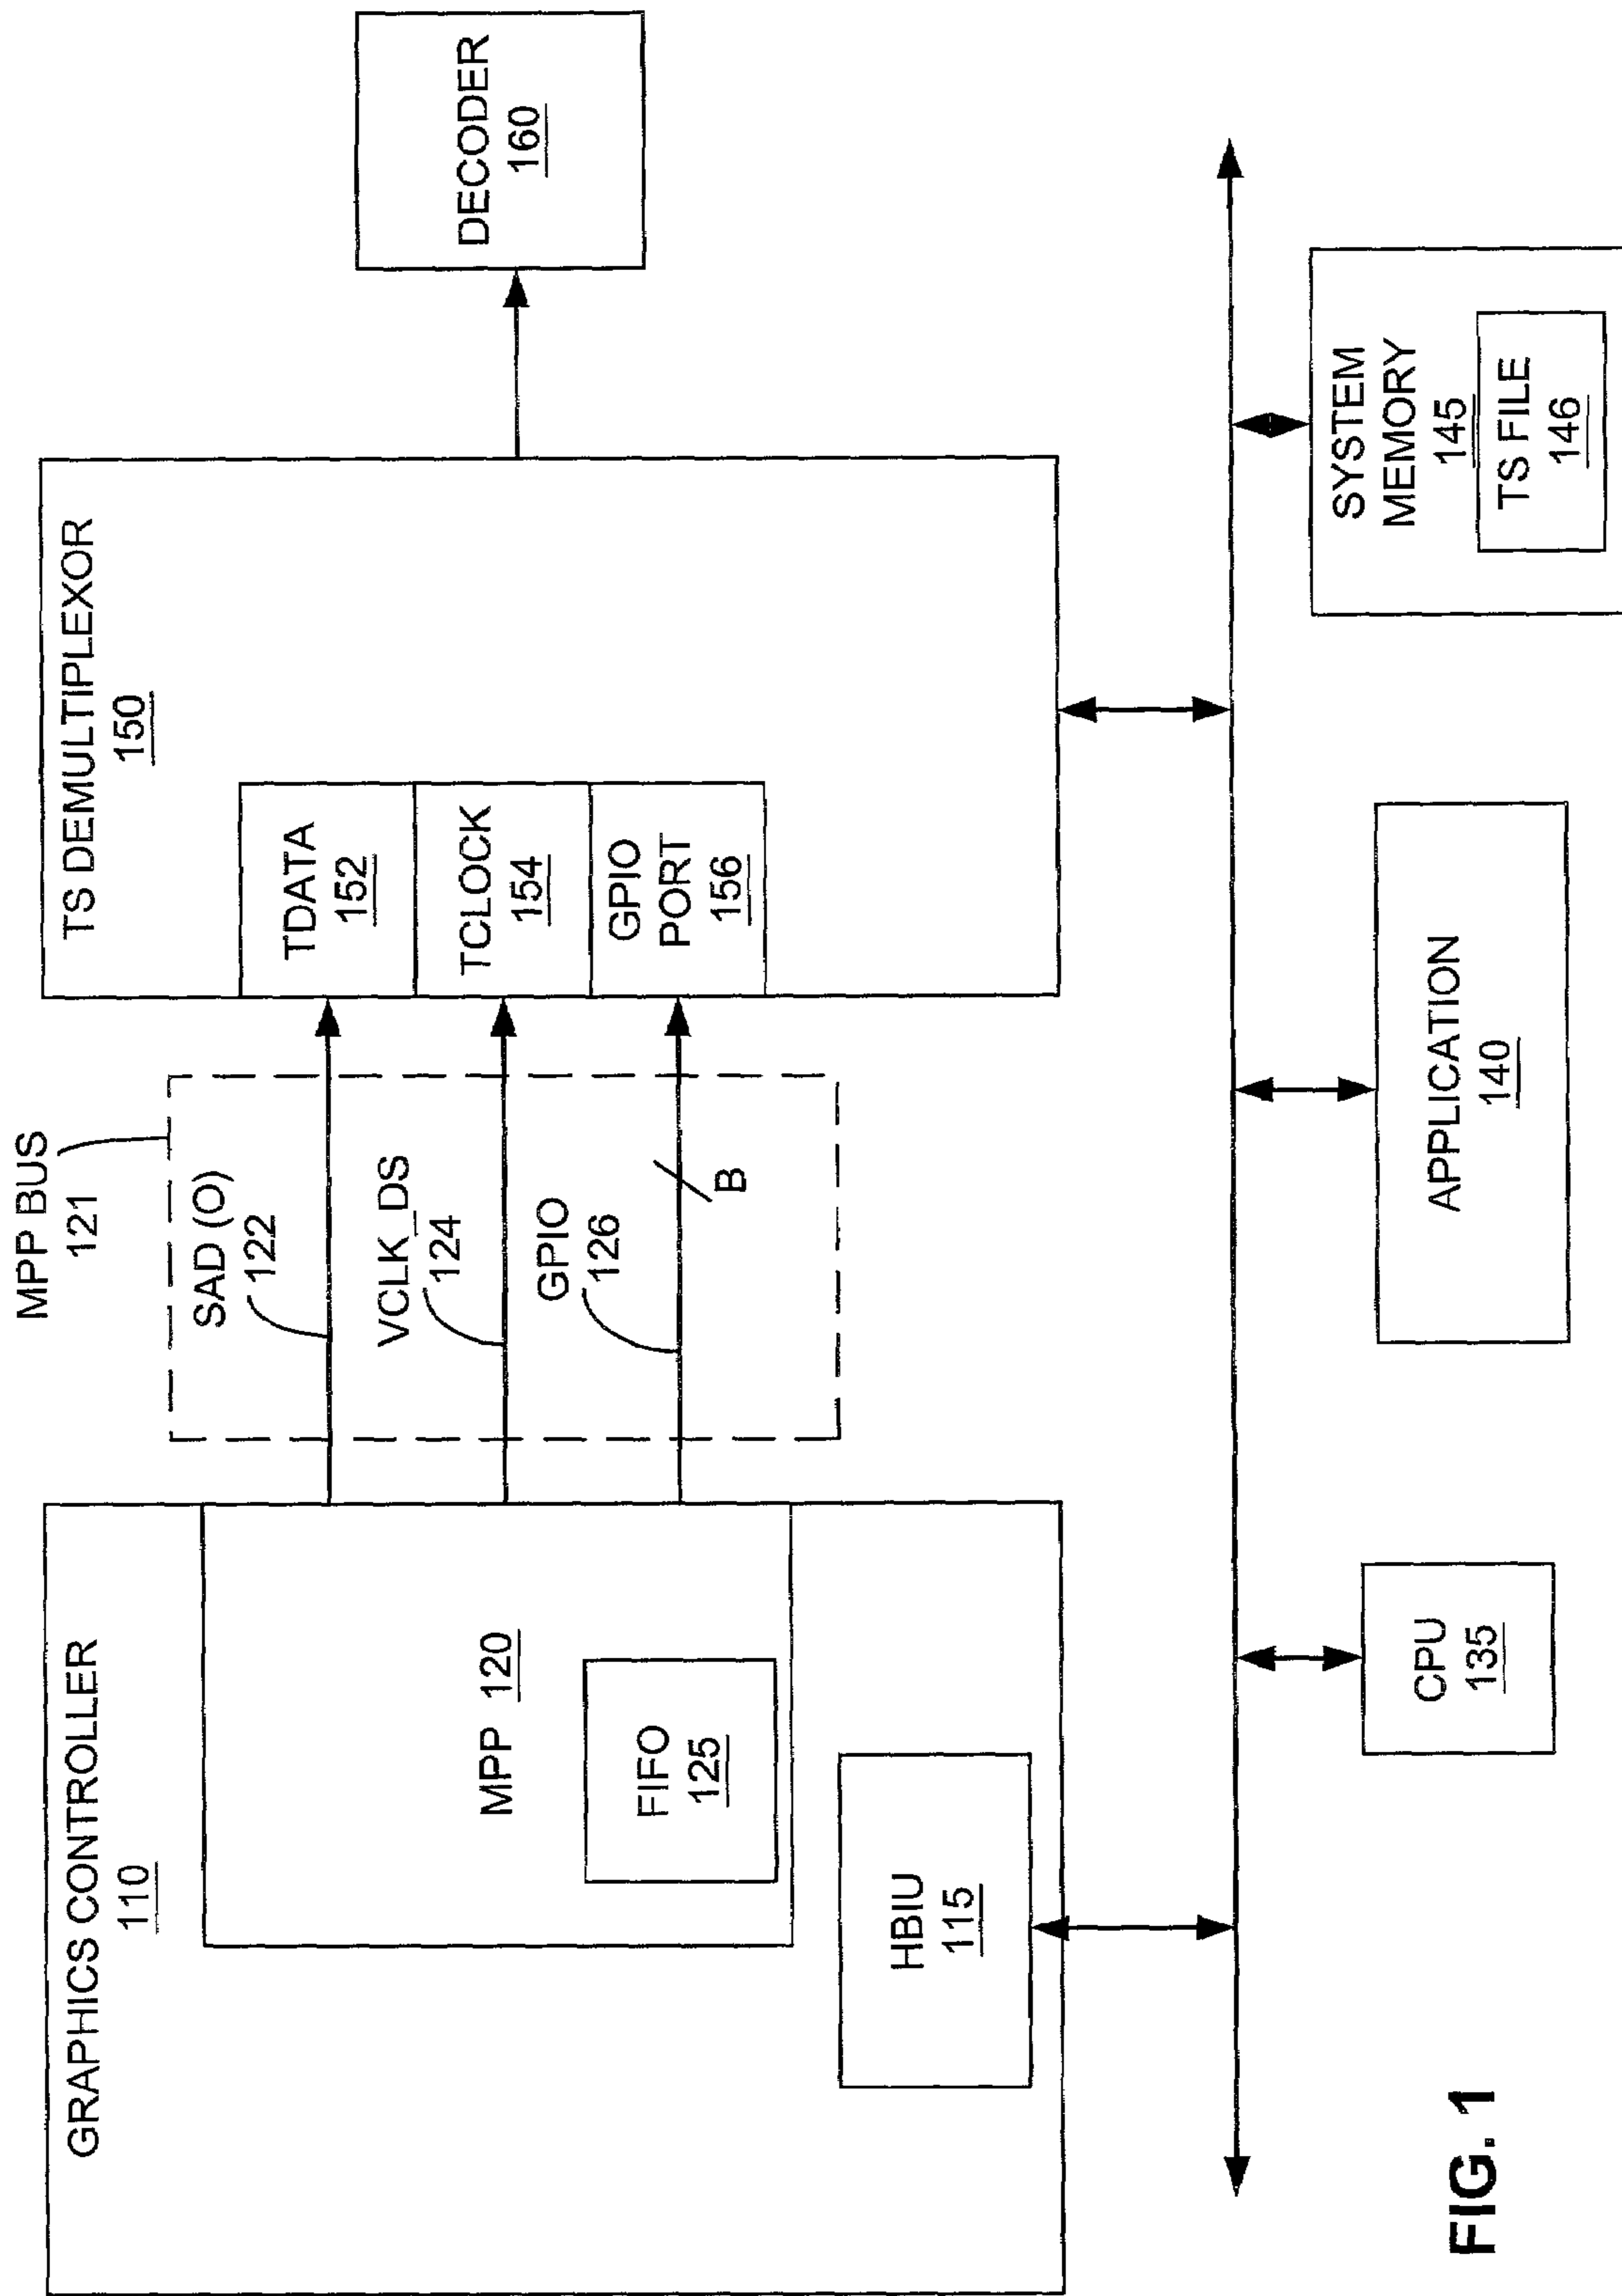 GRAPHICS CONTROLLER
110
MPP 120
FIFO
125
HBIU
115
MPP BUS
121
SAD (O)
122
VCLK_DS
124
GPIO
126
B
TS DEMULTIPLEXOR
150
TDATA
152
TCLOCK
154
GPIO
PORT
156
DECODER
160
CPU
135
APPLICATION
140
SYSTEM
MEMORY
145
TS FILE
146
FIG. 1